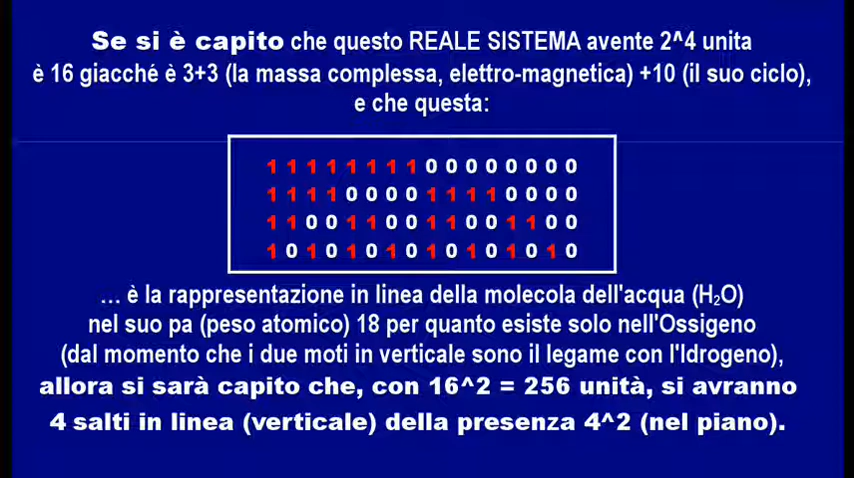 Se si è capito che questo REALE SISTEMA avente 2^4 unita
è 16 giacché è 3+3 (la massa complessa, elettro-magnetica) +10 (il suo ciclo),
e che questa:
1 1 1 1 1 1 1 1 0 0 0 0 0 0 0 0
1 1 1 1 0 0 0 0 1 1 1 1 0 0 0 0
1 1 0 0 1 1 0 0 1 1 0 0 1 1 0 0
1 0 1 0 1 0 1 0 1 0 1 0 1 0 1 0
... è la rappresentazione in linea della molecola dell'acqua (H₂O)
nel suo pa (peso atomico) 18 per quanto esiste solo nell'Ossigeno
(dal momento che i due moti in verticale sono il legame con l'Idrogeno),
allora si sarà capito che, con 16^2 = 256 unità, si avranno
4 salti in linea (verticale) della presenza 4^2 (nel piano).